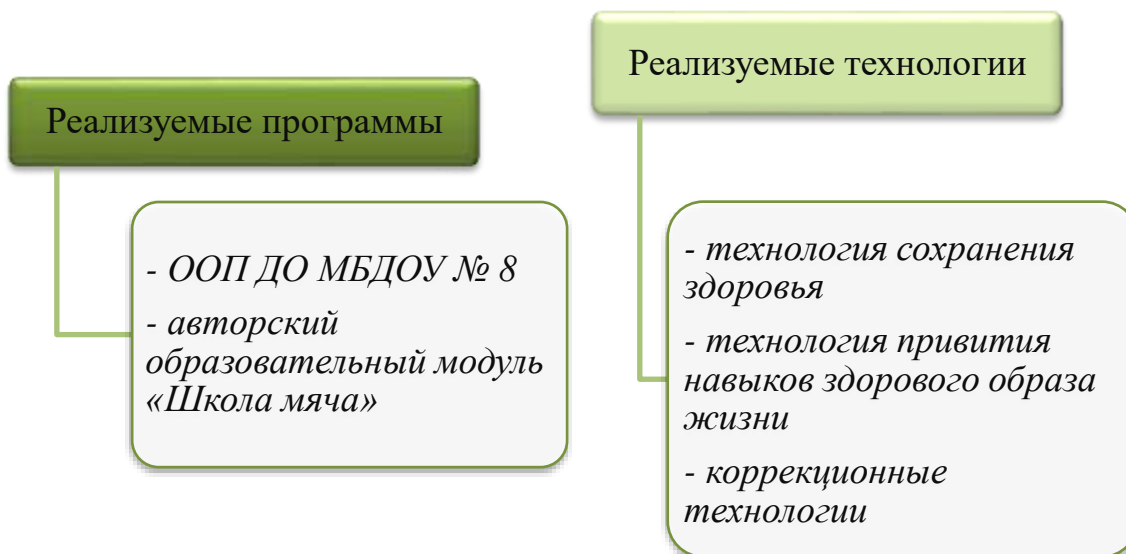 Реализуемые программы
- ООП ДО МБДОУ № 8
- авторский
образовательный модуль
«Школа мяча»
Реализуемые технологии
- технология сохранения
здоровья
- технология привития
навыков здорового образа
жизни
- коррекционные
технологии